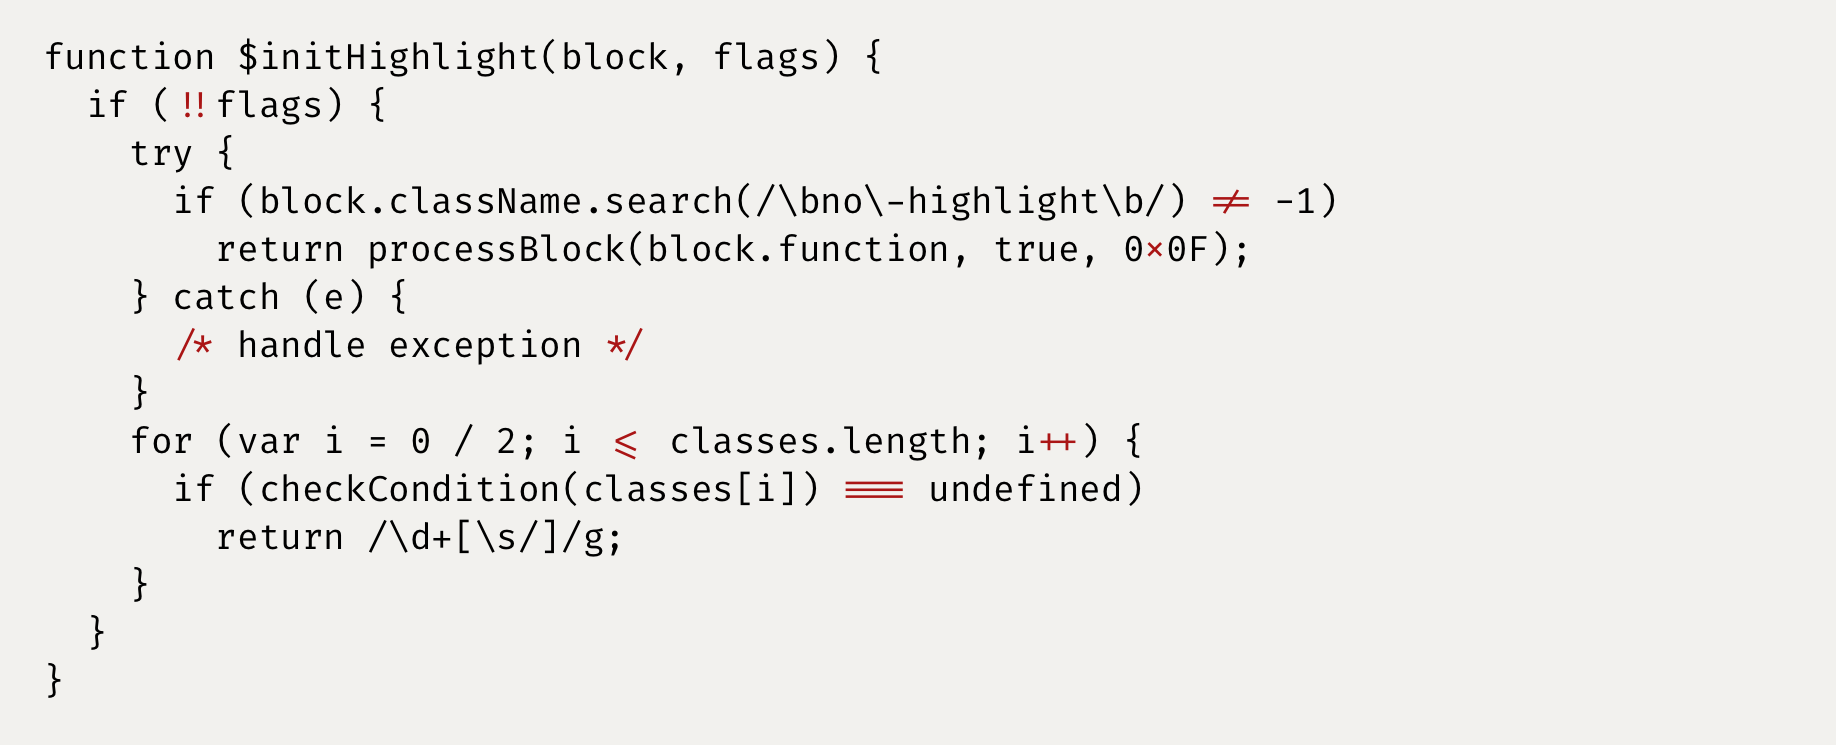 function $initHighlight(block, flags) {
  if (!!flags) {
    try {
      if (block.className.search(/\bno\-highlight\b/) != -1)
        return processBlock(block.function, true, 0x0F);
    } catch (e) {
      /* handle exception */
    }
    for (var i = 0 / 2; i <= classes.length; i++) {
      if (checkCondition(classes[i]) === undefined)
        return /\d+[\s/]/g;
    }
  }
}